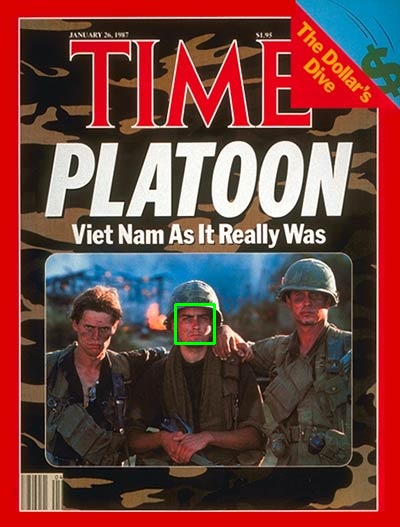 JANUARY 26, 1987
$1.95
The Dollar's
Dive
$
TIME
PLATOON
Viet Nam As It Really Was